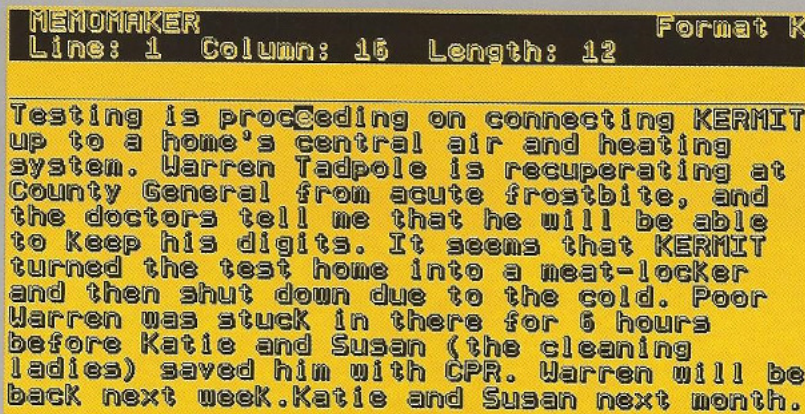 MEMOMAKER Format K
Line: 1 Column: 16 Length: 12
Testing is proceeding on connecting KERMIT
up to a home's central air and heating
system. Warren Tadpole is recuperating at
County General from acute frostbite, and
the doctors tell me that he will be able
to Keep his digits. It seems that KERMIT
turned the test home into a meat-locKer
and then shut down due to the cold. Poor
Warren was stucK in there for 6 hours
before Katie and Susan (the cleaning
ladies) saved him with CPR. Warren will be
bacK next weeK.Katie and Susan next month.